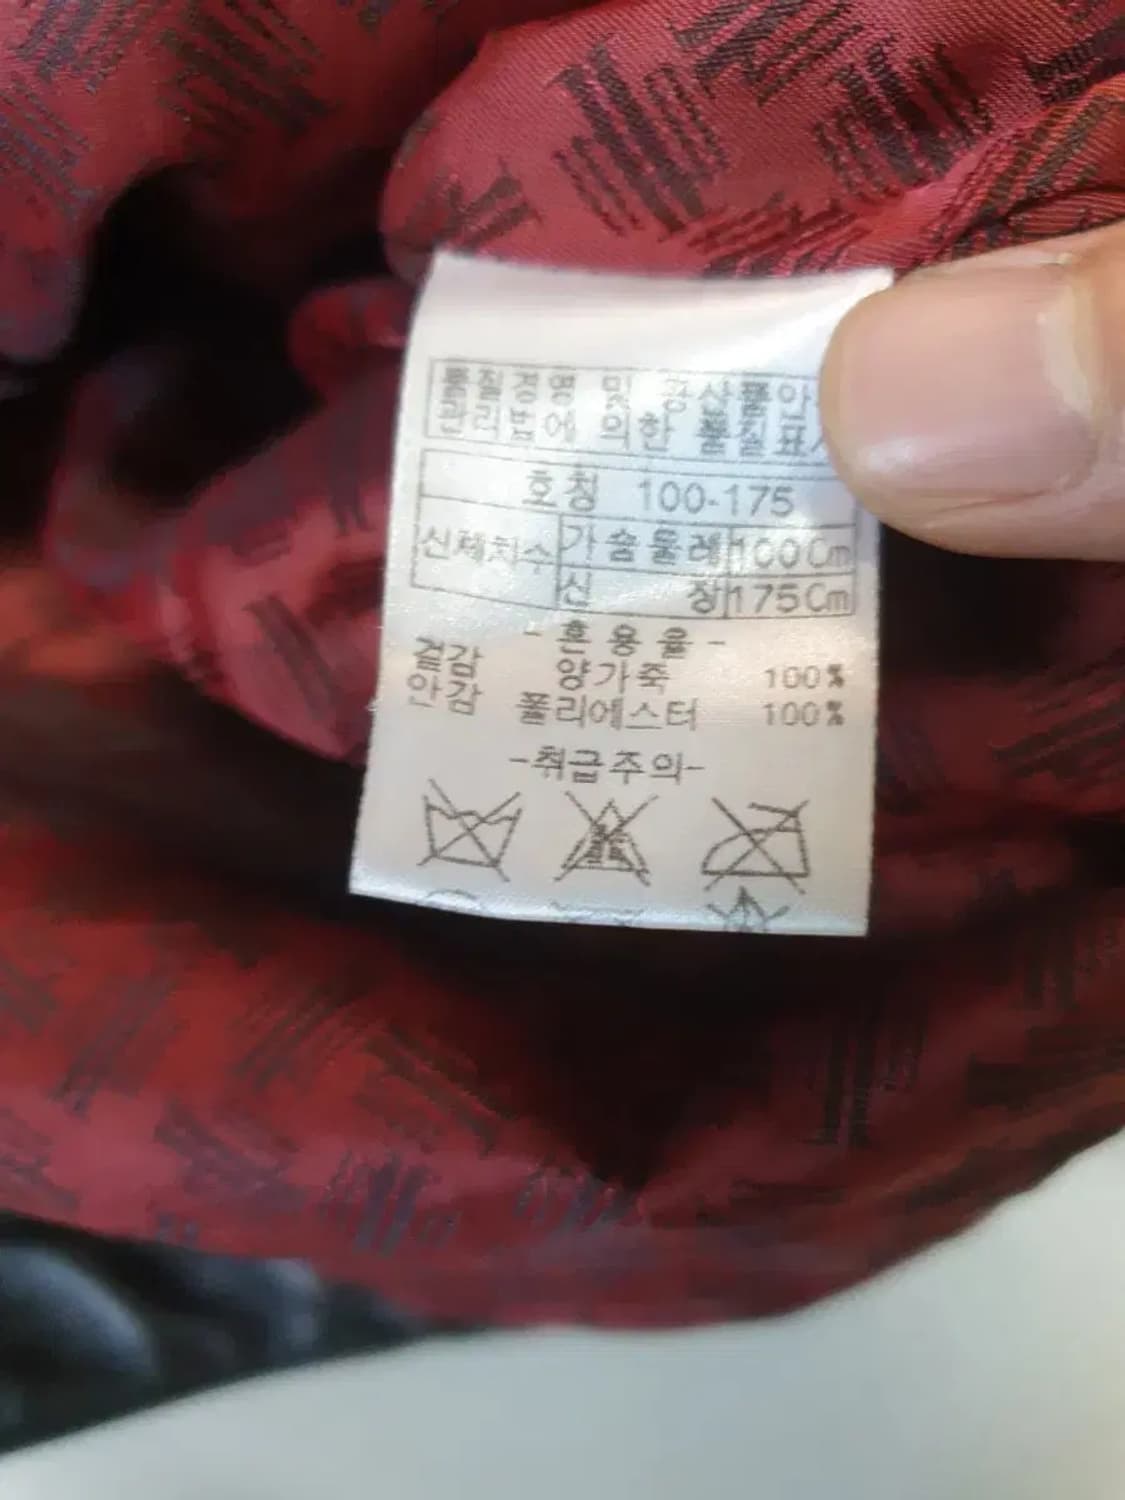 품질경영 및 공산품안
관리법에 의한 품질표
호칭 100-175
신체치수 가슴둘레 100Cm
신장 175Cm
- 혼용율 -
겉감 양가죽 100%
안감 폴리에스터 100%
-취급주의-